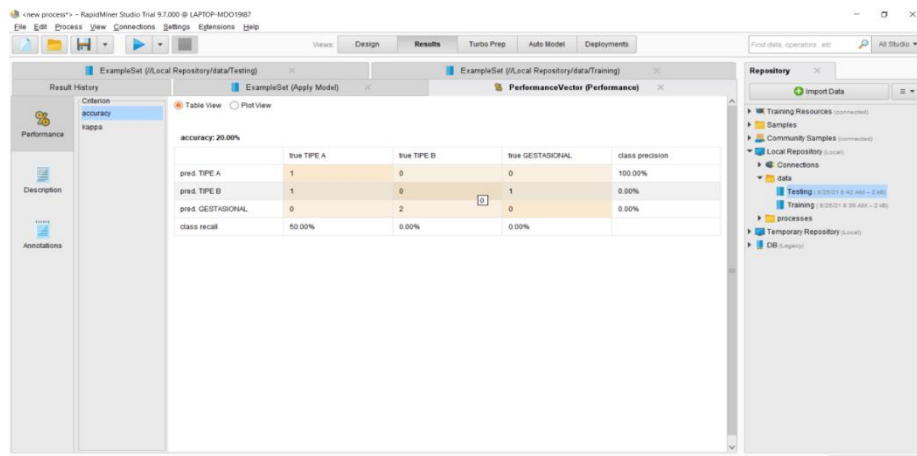 <new process*> – RapidMiner Studio Trial 9.7.000 @ LAPTOP-MDO19I87
File Edit Process View Connections Settings Extensions Help
Views: Design Results Turbo Prep Auto Model Deployments
Find data, operators...etc All Studio
ExampleSet (//Local Repository/data/Testing) ExampleSet (//Local Repository/data/Training)
Result History ExampleSet (Apply Model) PerformanceVector (Performance)
Repository
Import Data
Training Resources (connected)
Samples
Community Samples (connected)
Local Repository (Local)
Connections
data
Testing
Training
processes
Temporary Repository (Local)
DB (Legacy)
Performance
Description
Annotations
Criterion
accuracy
kappa
Table View Plot View
accuracy: 20.00%
true TIPE A true TIPE B true GESTASIONAL class precision
pred. TIPE A 1 0 0 100.00%
pred. TIPE B 1 0 1 0.00%
0
pred. GESTASIONAL 0 2 0 0.00%
class recall 50.00% 0.00% 0.00%